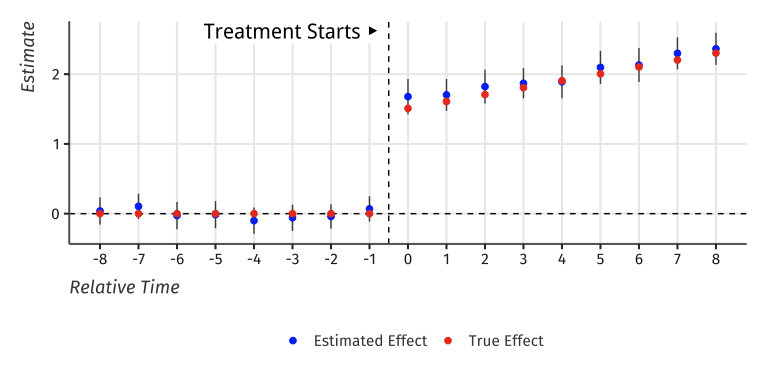 Treatment Starts ►
Estimate
2
1
0
-8 -7 -6 -5 -4 -3 -2 -1 0 1 2 3 4 5 6 7 8
Relative Time
Estimated Effect True Effect